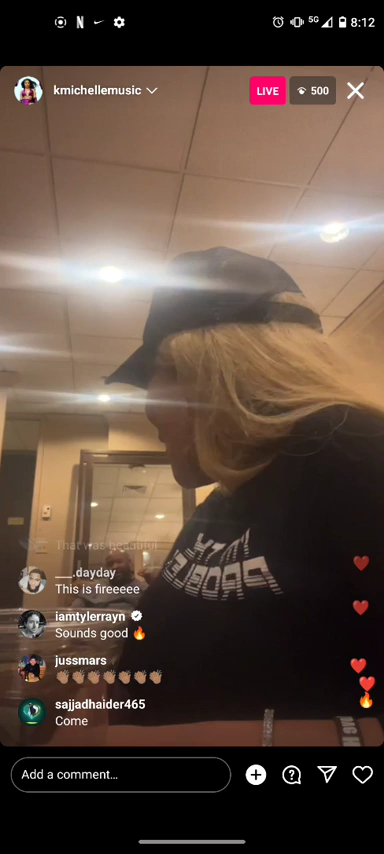 5G
8:12
kmichellemusic
LIVE
500
That was beautiful
___.dayday
This is fireeeee
iamtylerrayn
Sounds good 🔥
jussmars
👏🏽👏🏽👏🏽👏🏽👏🏽👏🏽👏🏽
sajjadhaider465
Come
Add a comment…